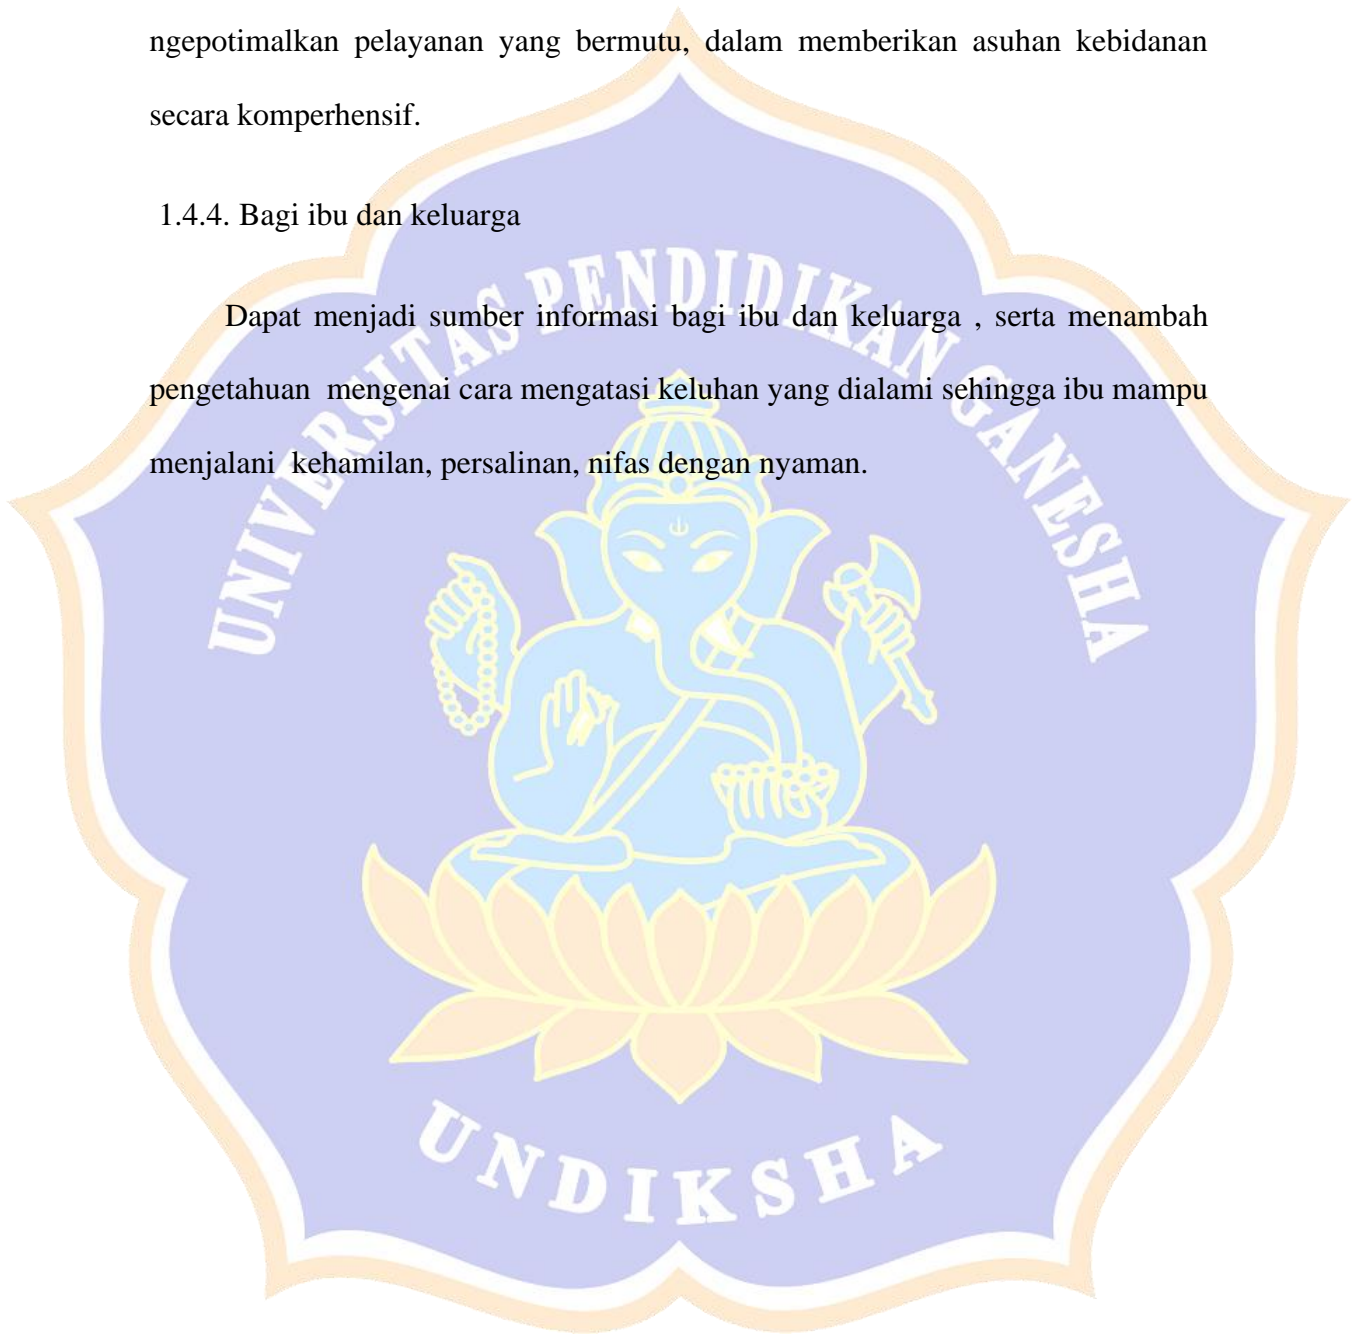 ngepotimalkan pelayanan yang bermutu, dalam memberikan asuhan kebidanan
secara komperhensif.
1.4.4. Bagi ibu dan keluarga
Dapat menjadi sumber informasi bagi ibu dan keluarga , serta menambah
pengetahuan  mengenai cara mengatasi keluhan yang dialami sehingga ibu mampu
menjalani  kehamilan, persalinan, nifas dengan nyaman.
UNIVERSITAS PENDIDIKAN GANESHA
UNDIKSHA